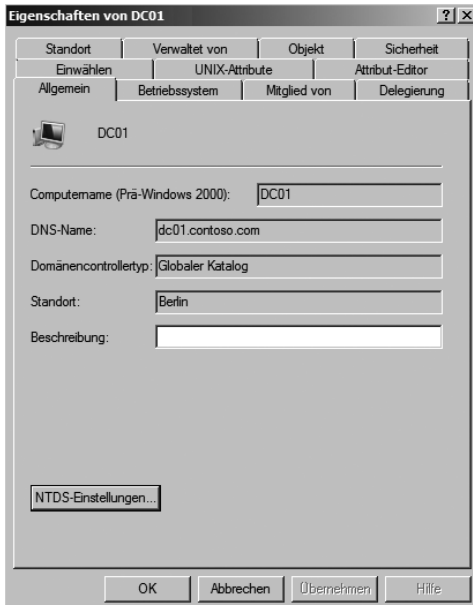 Eigenschaften von DC01
Standort Verwaltet von Objekt Sicherheit
Einwählen UNIX-Attribute Attribut-Editor
Allgemein Betriebssystem Mitglied von Delegierung
DC01
Computername (Prä-Windows 2000): DC01
DNS-Name: dc01.contoso.com
Domänencontrollertyp: Globaler Katalog
Standort: Berlin
Beschreibung:
NTDS-Einstellungen...
OK Abbrechen Übernehmen Hilfe